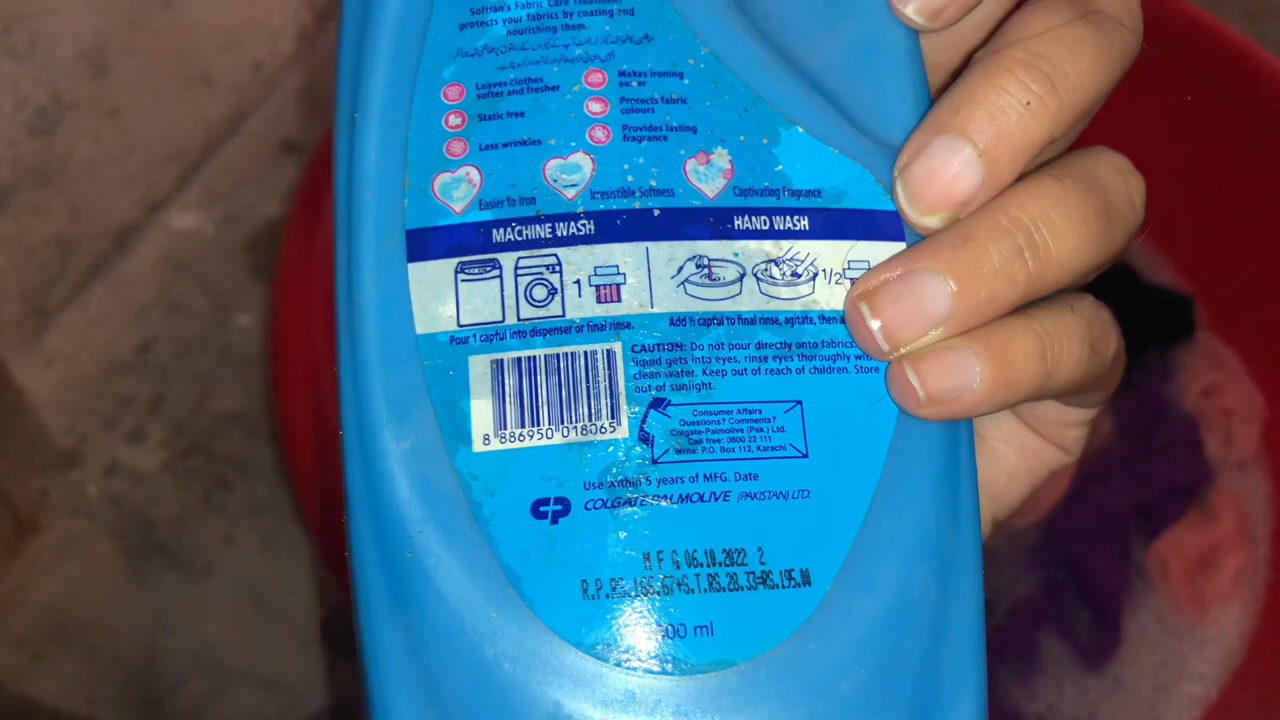 Softlan's Fabric Care Treatment
protects your fabrics by coating and
nourishing them.
Leaves clothes
softer and fresher
Static free
Less wrinkles
Makes ironing
easier
Protects fabric
colours
Provides lasting
fragrance
Easier to Iron
Irresistible Softness
Captivating Fragrance
MACHINE WASH
1
Pour 1 capful into dispenser or final rinse.
HAND WASH
1/2
Add ½ capful to final rinse, agitate, then
CAUTION: Do not pour directly onto fabrics.
liquid gets into eyes, rinse eyes thoroughly with
clean water. Keep out of reach of children. Store
out of sunlight.
8 886950 018065
Consumer Affairs
Questions? Comments?
Colgate-Palmolive (Pak.) Ltd.
Call free: 0800 22 111
Write: P.O. Box 112, Karachi
Use within 5 years of MFG. Date
CP
COLGATE-PALMOLIVE (PAKISTAN) LTD.
M F G 06.10.2022 2
R.P.RS.166.67+S.T.RS.28.33=RS.195.00
ml